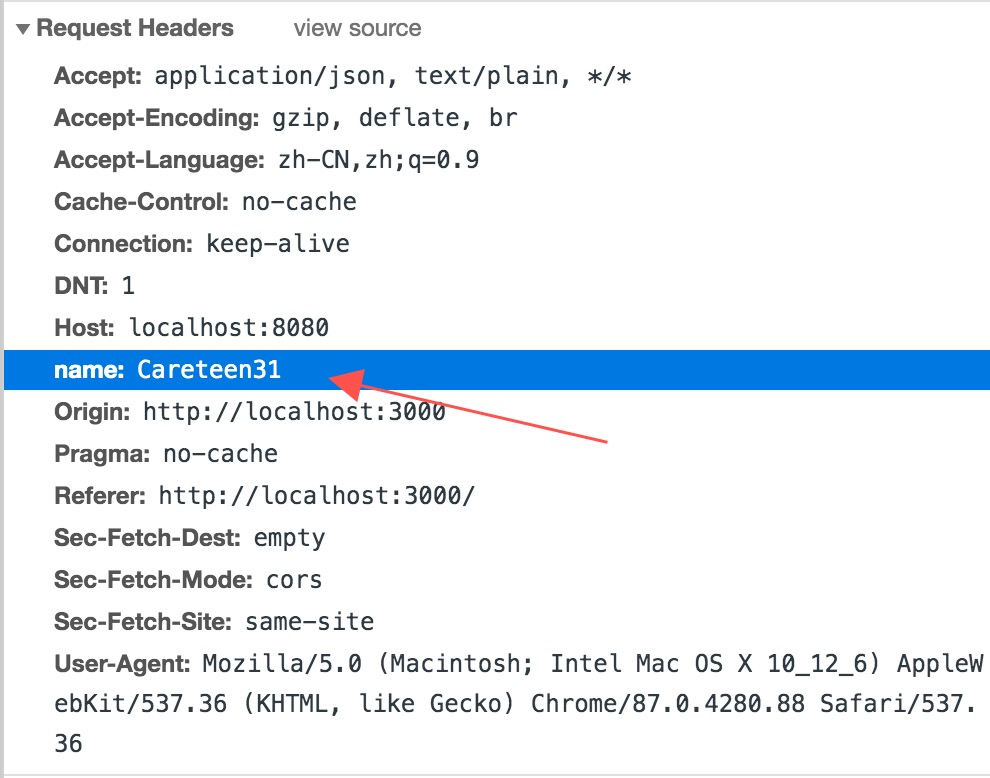 ▼ Request Headers view source
Accept: application/json, text/plain, */*
Accept-Encoding: gzip, deflate, br
Accept-Language: zh-CN,zh;q=0.9
Cache-Control: no-cache
Connection: keep-alive
DNT: 1
Host: localhost:8080
name: Careteen31
Origin: http://localhost:3000
Pragma: no-cache
Referer: http://localhost:3000/
Sec-Fetch-Dest: empty
Sec-Fetch-Mode: cors
Sec-Fetch-Site: same-site
User-Agent: Mozilla/5.0 (Macintosh; Intel Mac OS X 10_12_6) AppleW
ebKit/537.36 (KHTML, like Gecko) Chrome/87.0.4280.88 Safari/537.
36